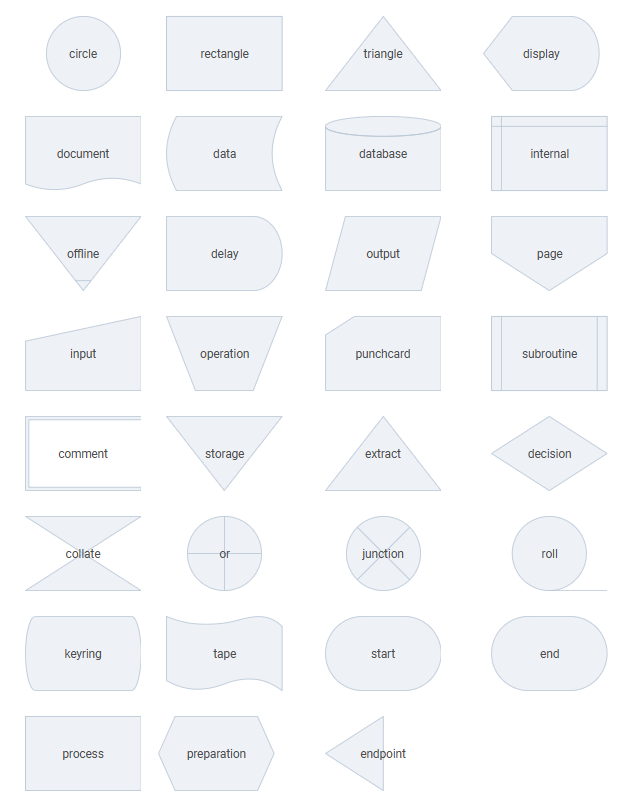 circle
rectangle
triangle
display
document
data
database
internal
offline
delay
output
page
input
operation
punchcard
subroutine
comment
storage
extract
decision
collate
or
junction
roll
keyring
tape
start
end
process
preparation
endpoint